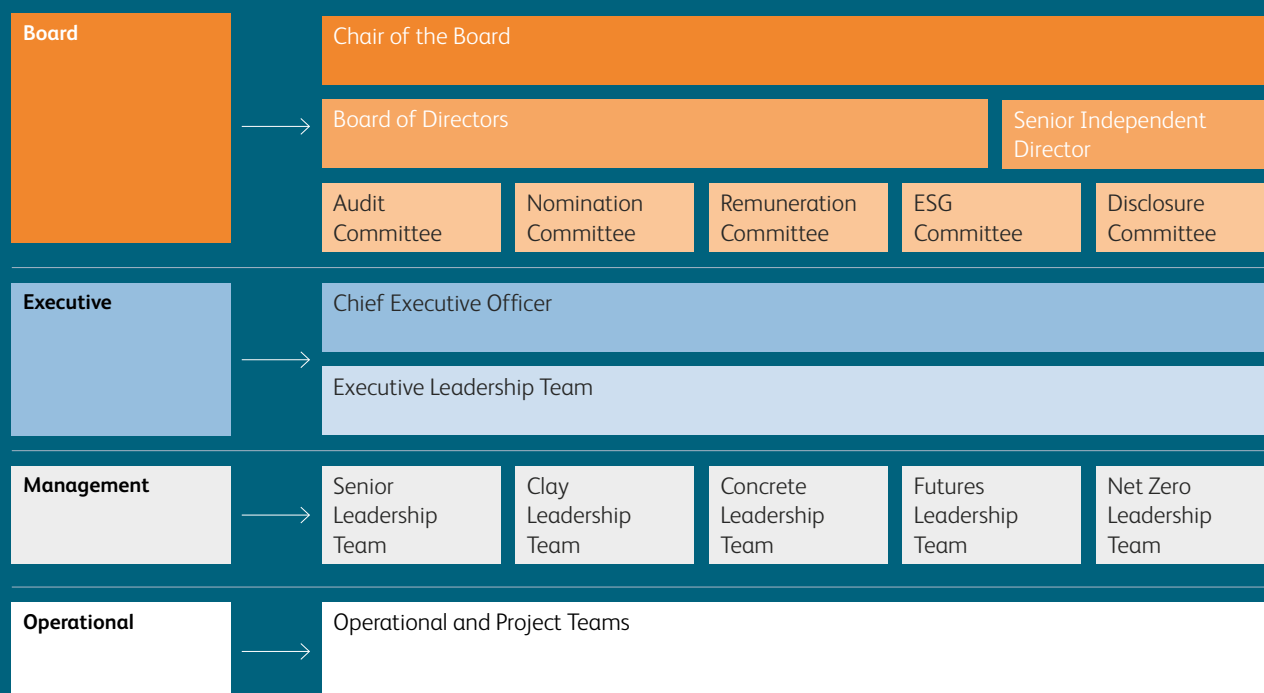 Board
Chair of the Board
Board of Directors
Senior Independent
Director
Audit
Committee
Nomination
Committee
Remuneration
Committee
ESG
Committee
Disclosure
Committee
Executive
Chief Executive Officer
Executive Leadership Team
Management
Senior
Leadership
Team
Clay
Leadership
Team
Concrete
Leadership
Team
Futures
Leadership
Team
Net Zero
Leadership
Team
Operational
Operational and Project Teams